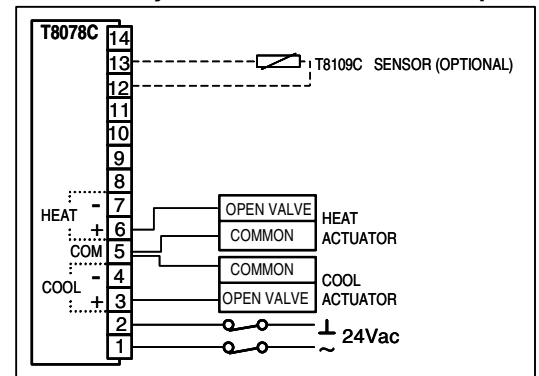 T8078C
14
13
T8109C SENSOR (OPTIONAL)
12
11
10
9
8
- 7
HEAT
OPEN VALVE
HEAT
+ 6
COMMON
ACTUATOR
COM 5
- 4
COMMON
COOL
COOL
+ 3
OPEN VALVE
ACTUATOR
2
24Vac
1
~